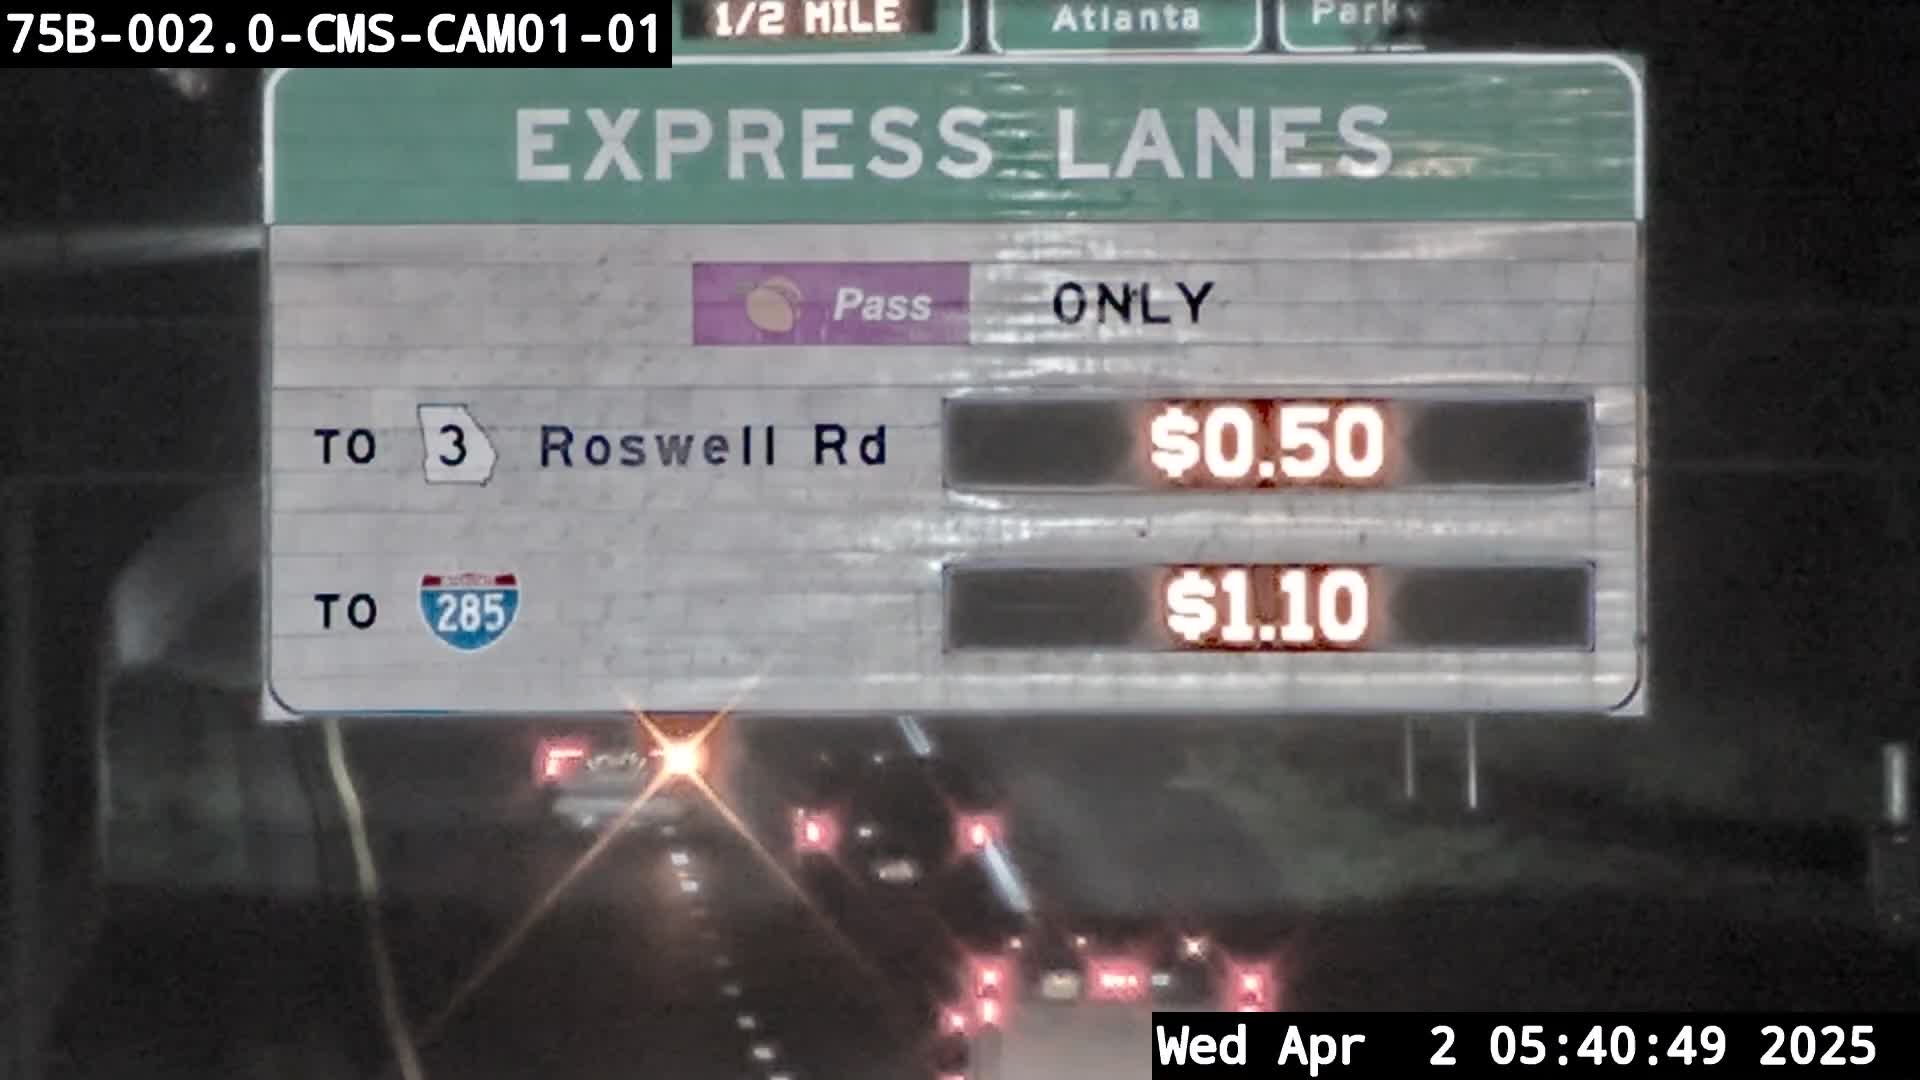 75B-002.0-CMS-CAM01-01
1/2 MILE
Atlanta
EXPRESS LANES
Pass ONLY
TO 3 Roswell Rd $0.50
TO 285 $1.10
Wed Apr 2 05:40:49 2025